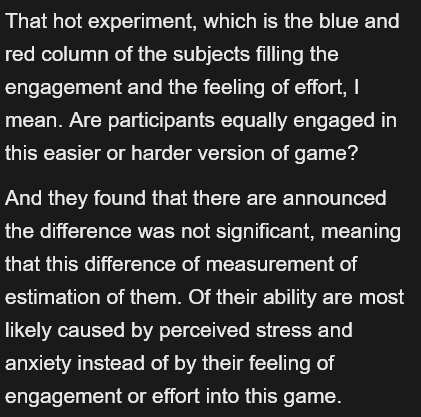 That hot experiment, which is the blue and
red column of the subjects filling the
engagement and the feeling of effort, I
mean. Are participants equally engaged in
this easier or harder version of game?
And they found that there are announced
the difference was not significant, meaning
that this difference of measurement of
estimation of them. Of their ability are most
likely caused by perceived stress and
anxiety instead of by their feeling of
engagement or effort into this game.